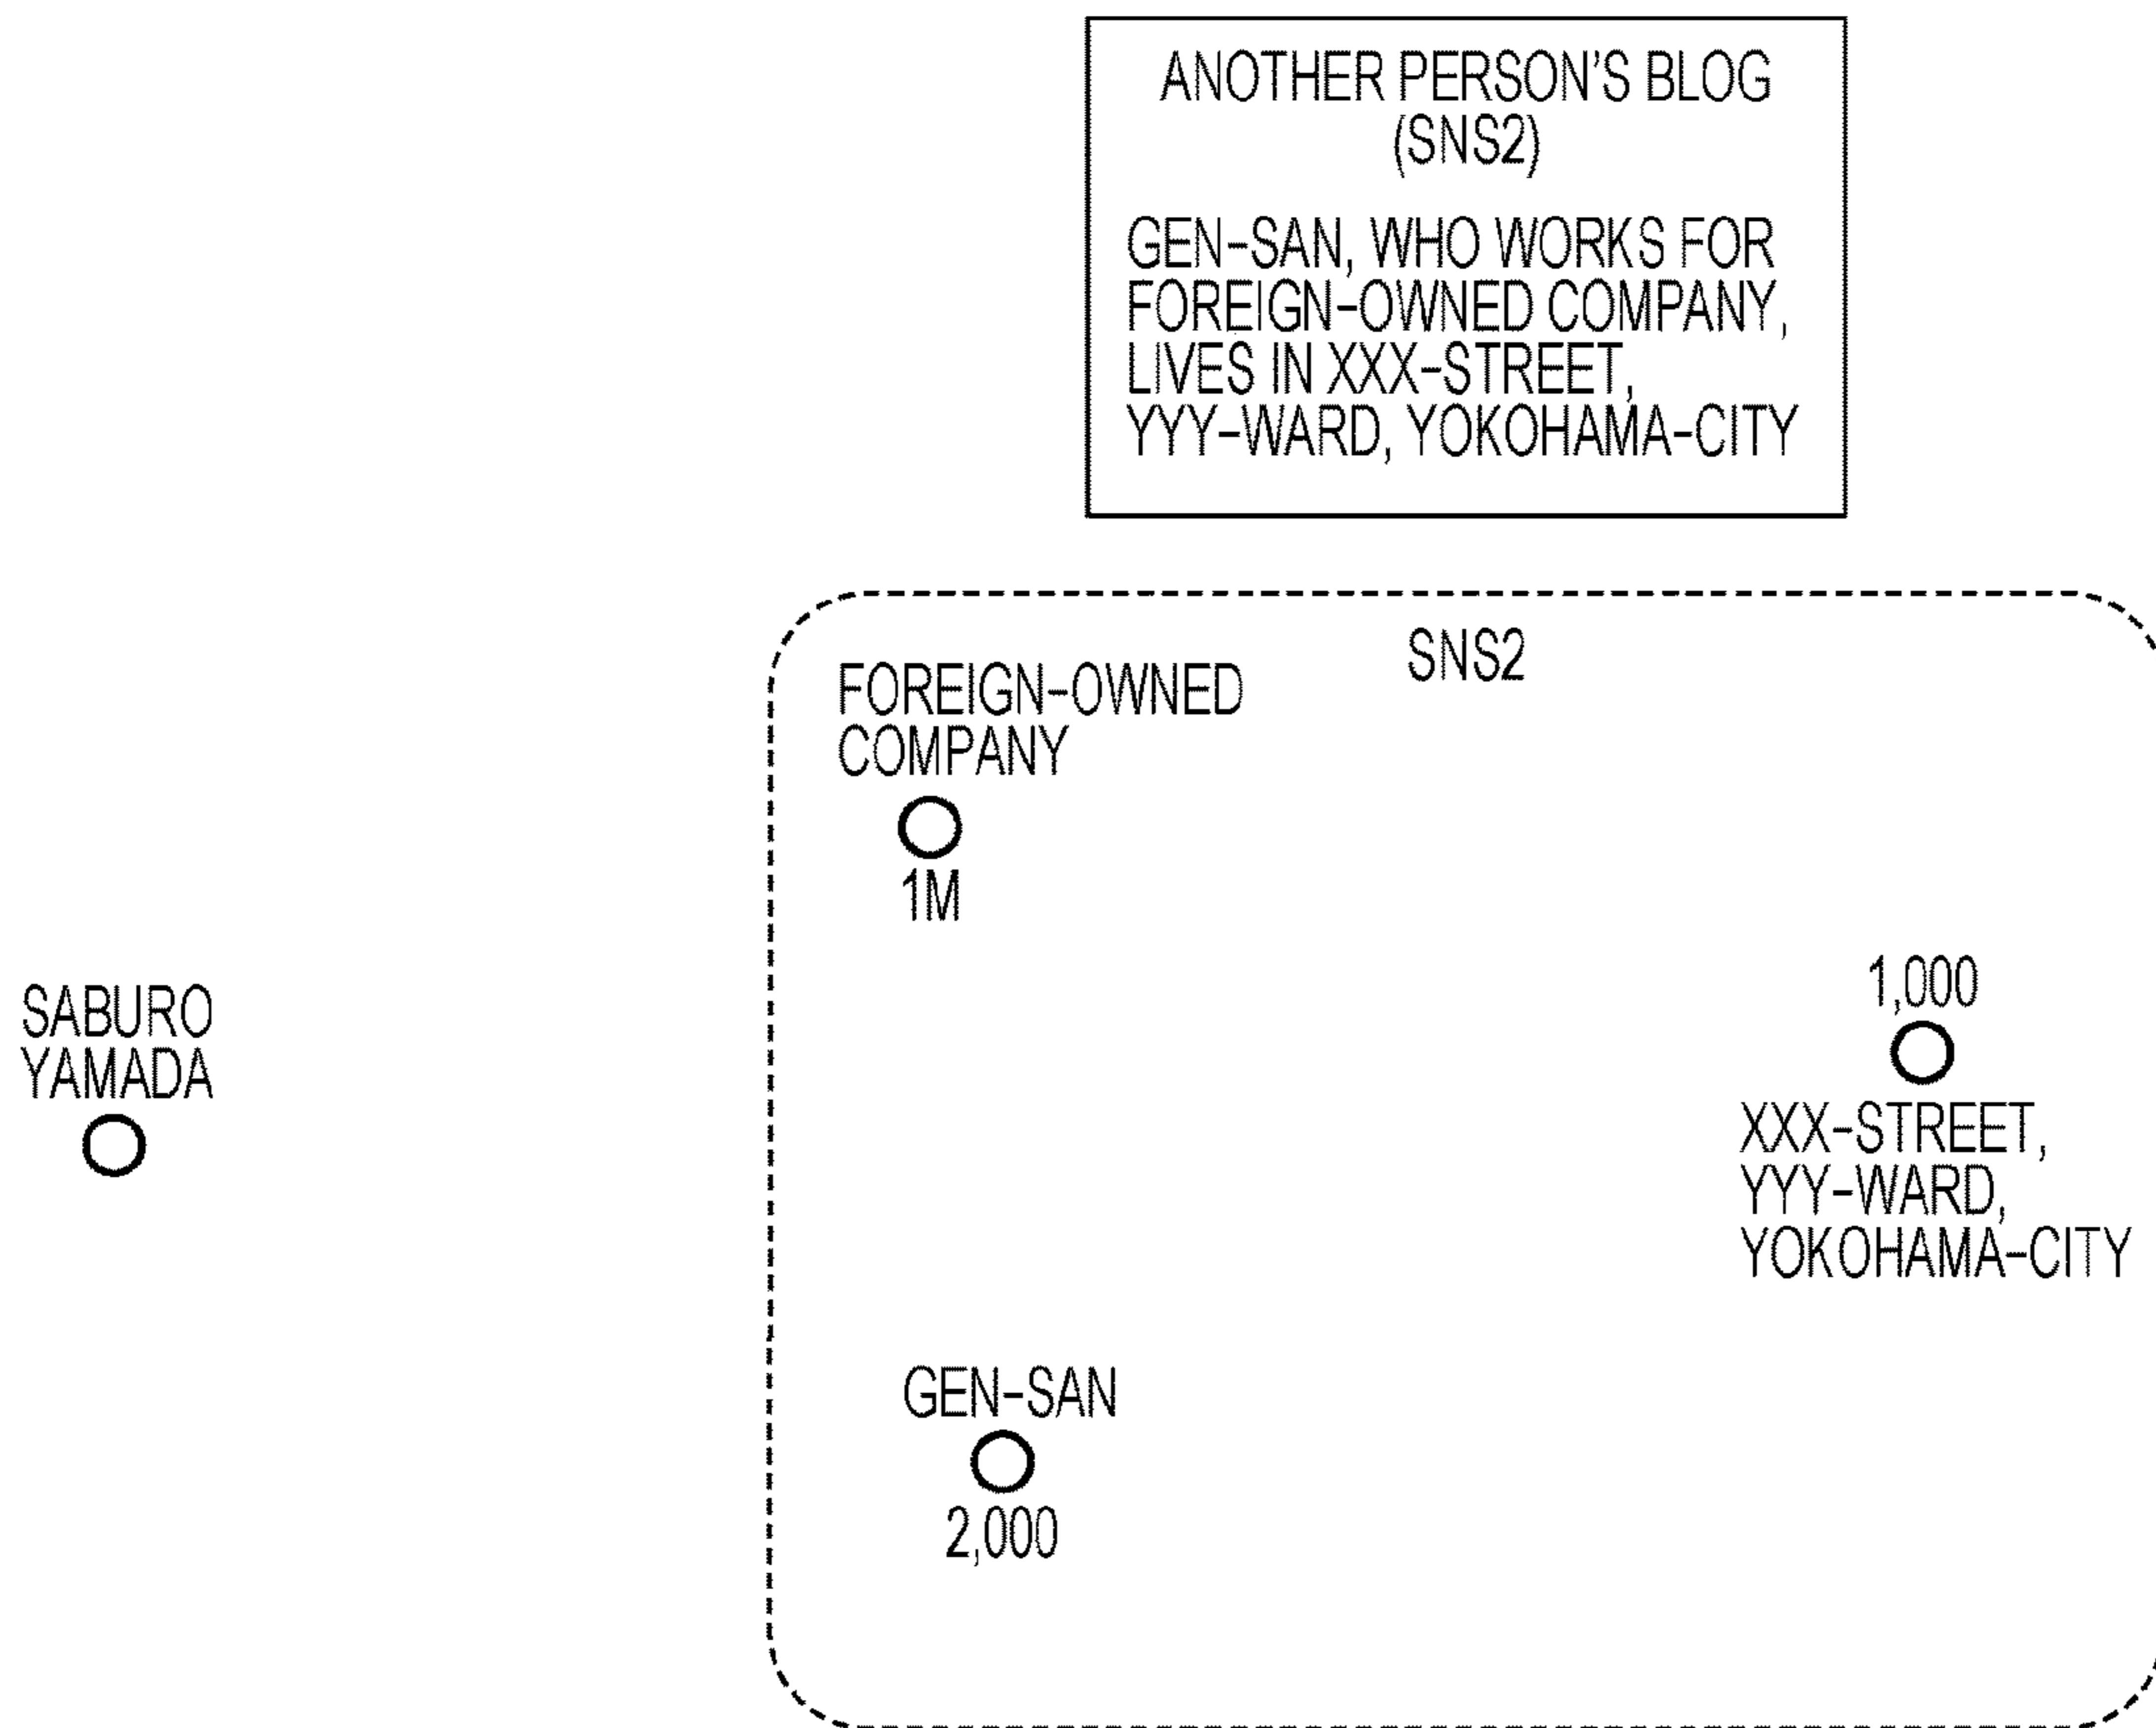 ANOTHER PERSON'S BLOG
(SNS2)
GEN-SAN, WHO WORKS FOR
FOREIGN-OWNED COMPANY,
LIVES IN XXX-STREET,
YYY-WARD, YOKOHAMA-CITY
SNS2
FOREIGN-OWNED
COMPANY
1M
SABURO
YAMADA
1,000
XXX-STREET,
YYY-WARD,
YOKOHAMA-CITY
GEN-SAN
2,000